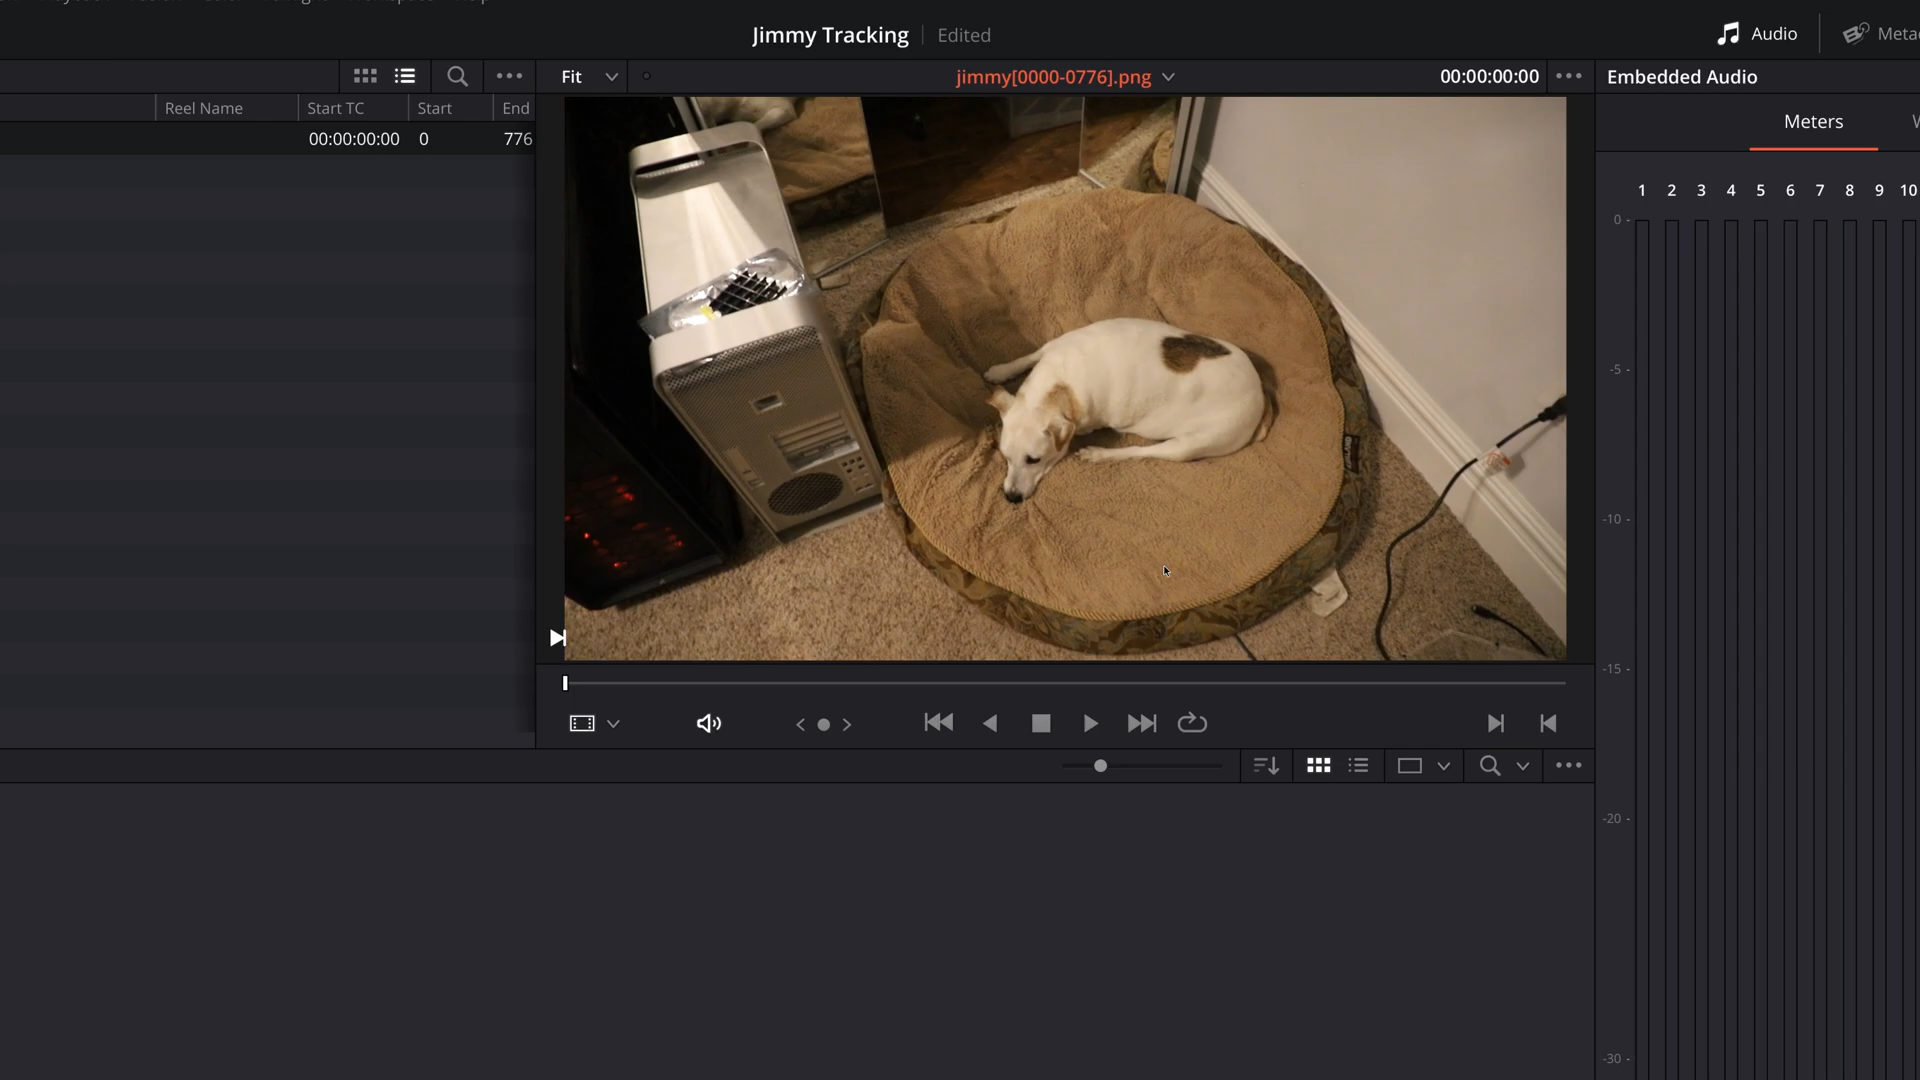 Jimmy Tracking
Edited
Audio
Fit
jimmy[0000-0776].png
00:00:00:00
Embedded Audio
Reel Name
Start TC
Start
End
00:00:00:00
0
776
Meters
1 2 3 4 5 6 7 8 9 10
0
-5
-10
-15
-20
-30